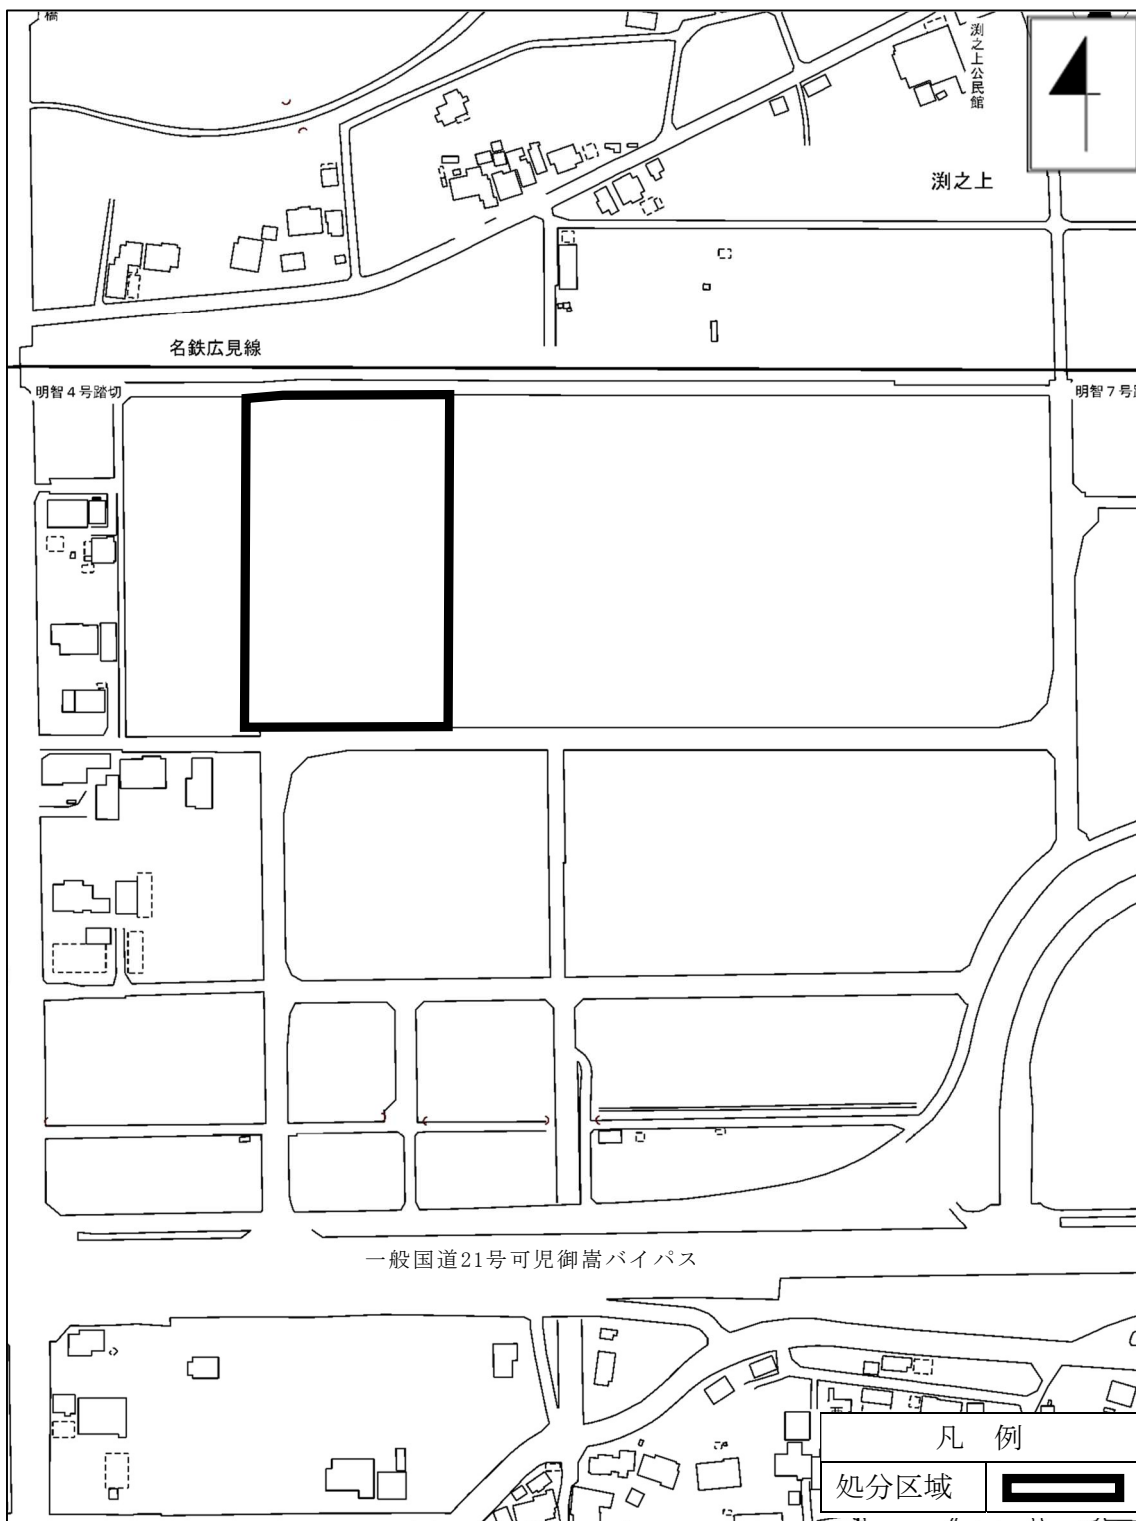 橋
渕之上公民館
渕之上
名鉄広見線
明智4号踏切
明智7号
一般国道21号可児御嵩バイパス
凡 例
処分区域